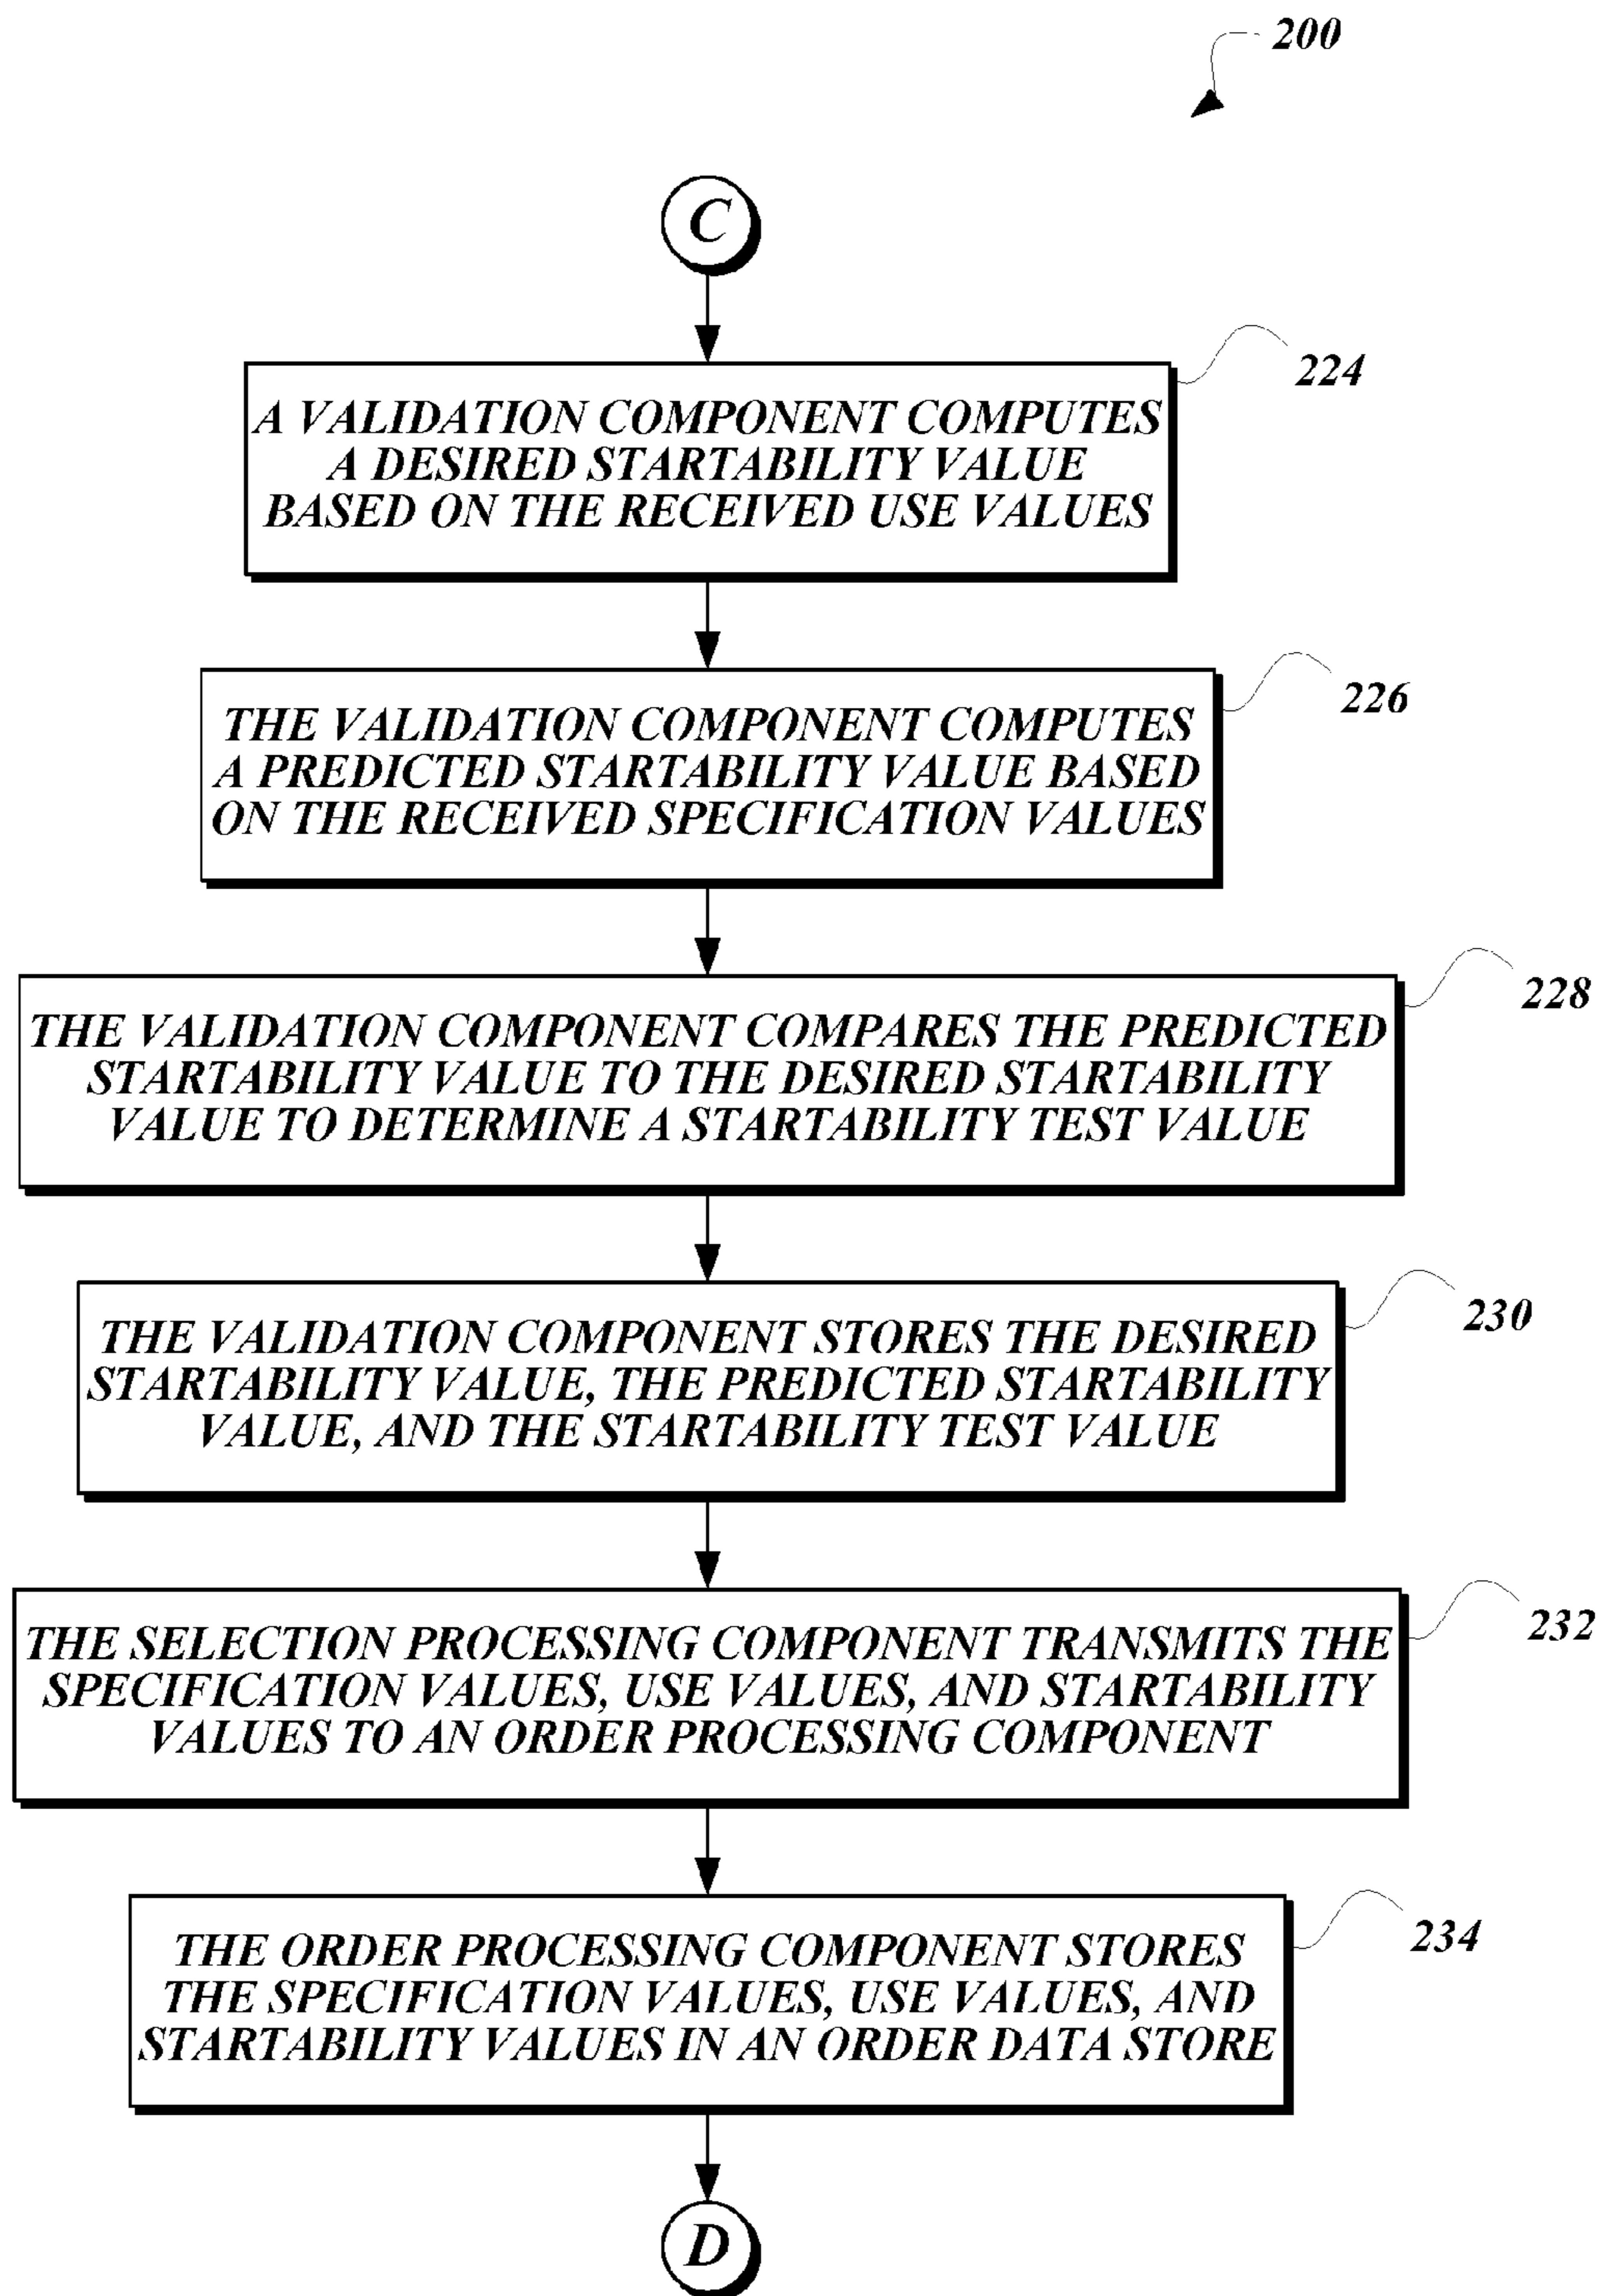 200
C
224
A VALIDATION COMPONENT COMPUTES
A DESIRED STARTABILITY VALUE
BASED ON THE RECEIVED USE VALUES
226
THE VALIDATION COMPONENT COMPUTES
A PREDICTED STARTABILITY VALUE BASED
ON THE RECEIVED SPECIFICATION VALUES
228
THE VALIDATION COMPONENT COMPARES THE PREDICTED
STARTABILITY VALUE TO THE DESIRED STARTABILITY
VALUE TO DETERMINE A STARTABILITY TEST VALUE
230
THE VALIDATION COMPONENT STORES THE DESIRED
STARTABILITY VALUE, THE PREDICTED STARTABILITY
VALUE, AND THE STARTABILITY TEST VALUE
232
THE SELECTION PROCESSING COMPONENT TRANSMITS THE
SPECIFICATION VALUES, USE VALUES, AND STARTABILITY
VALUES TO AN ORDER PROCESSING COMPONENT
234
THE ORDER PROCESSING COMPONENT STORES
THE SPECIFICATION VALUES, USE VALUES, AND
STARTABILITY VALUES IN AN ORDER DATA STORE
D